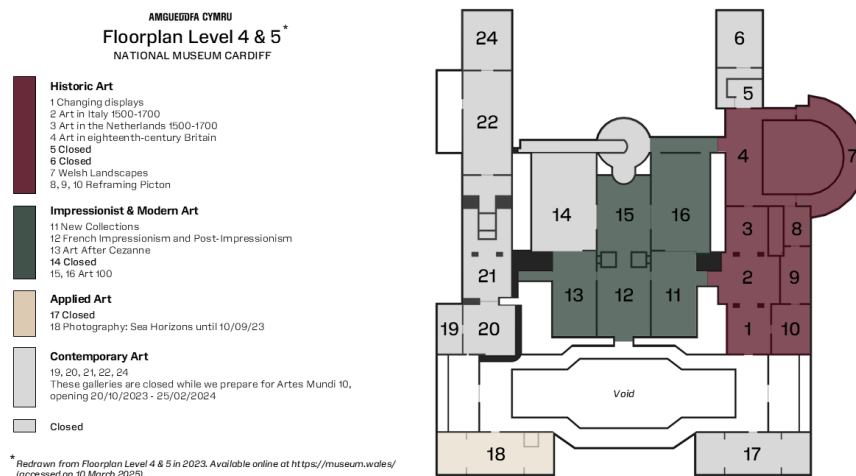 AMGUEDDFA CYMRU
Floorplan Level 4 & 5*
NATIONAL MUSEUM CARDIFF
Historic Art
1 Changing displays
2 Art in Italy 1500-1700
3 Art in the Netherlands 1500-1700
4 Art in eighteenth-century Britain
5 Closed
6 Closed
7 Welsh Landscapes
8, 9, 10 Reframing Picton
Impressionist & Modern Art
11 New Collections
12 French Impressionism and Post-Impressionism
13 Art After Cezanne
14 Closed
15, 16 Art 100
Applied Art
17 Closed
18 Photography: Sea Horizons until 10/09/23
Contemporary Art
19, 20, 21, 22, 24
These galleries are closed while we prepare for Artes Mundi 10,
opening 20/10/2023 - 25/02/2024
Closed
* Redrawn from Floorplan Level 4 & 5 in 2023. Available online at https://museum.wales/
(accessed on 10 March 2025)
24
6
5
22
4
7
14
15
16
3
8
21
2
9
13
12
11
19
20
1
10
Void
18
17